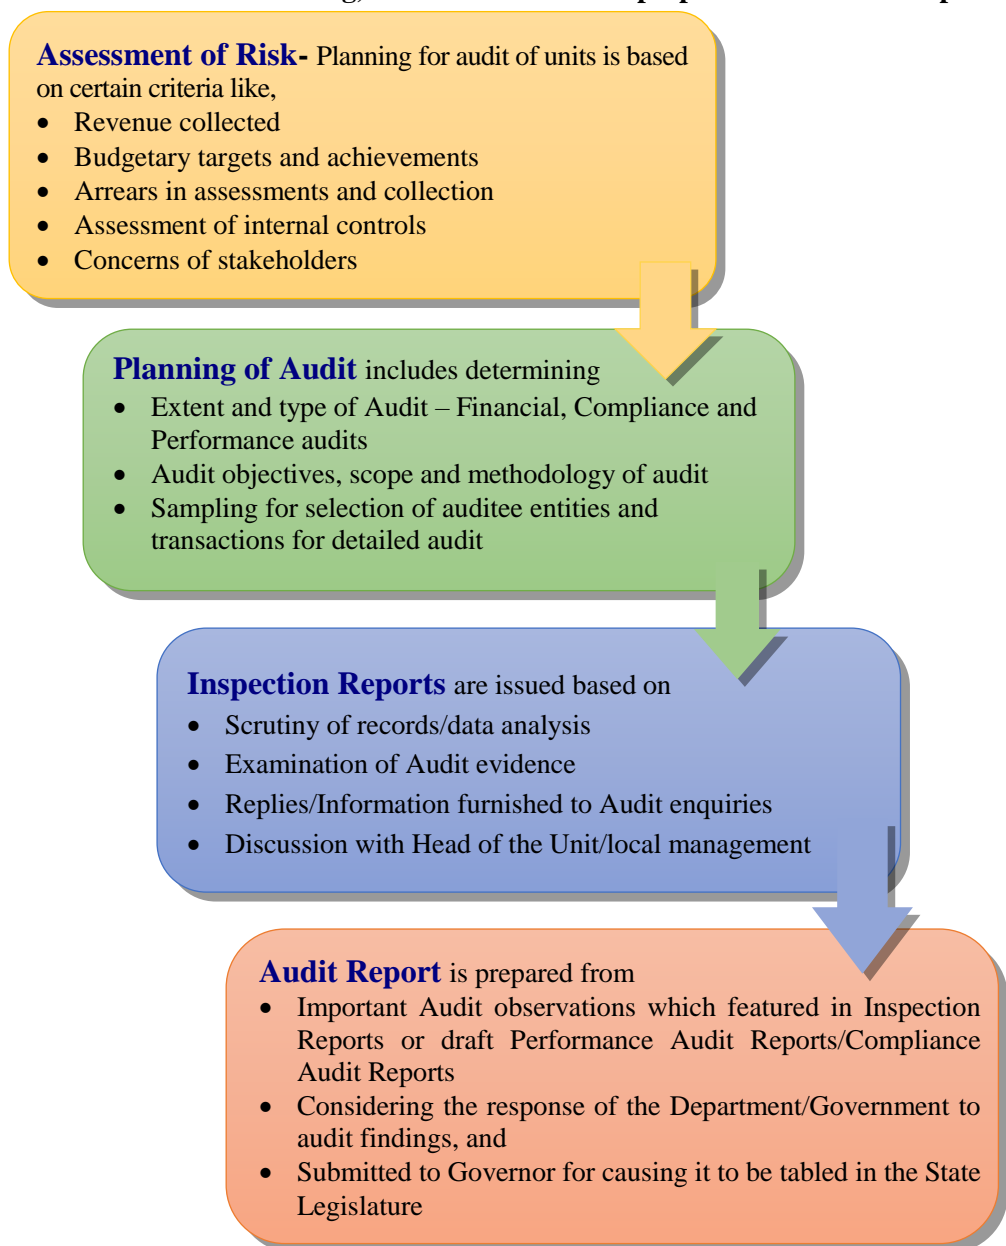 Assessment of Risk- Planning for audit of units is based
on certain criteria like,
• Revenue collected
• Budgetary targets and achievements
• Arrears in assessments and collection
• Assessment of internal controls
• Concerns of stakeholders
Planning of Audit includes determining
• Extent and type of Audit – Financial, Compliance and
Performance audits
• Audit objectives, scope and methodology of audit
• Sampling for selection of auditee entities and
transactions for detailed audit
Inspection Reports are issued based on
• Scrutiny of records/data analysis
• Examination of Audit evidence
• Replies/Information furnished to Audit enquiries
• Discussion with Head of the Unit/local management
Audit Report is prepared from
• Important Audit observations which featured in Inspection
Reports or draft Performance Audit Reports/Compliance
Audit Reports
• Considering the response of the Department/Government to
audit findings, and
• Submitted to Governor for causing it to be tabled in the State
Legislature